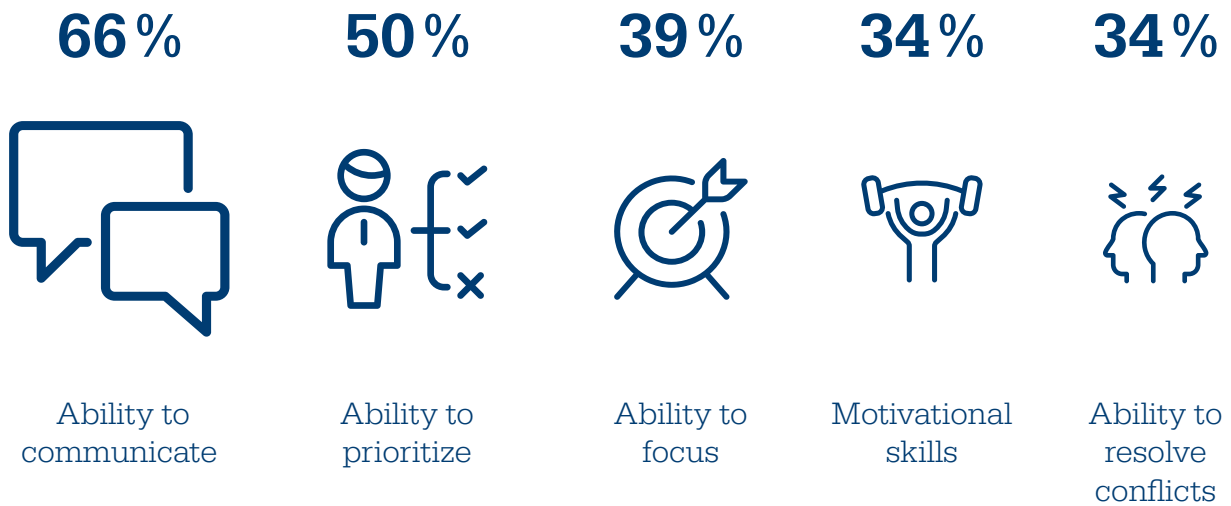 66 %
50 %
39 %
34 %
34 %
Ability to
communicate
Ability to
prioritize
Ability to
focus
Motivational
skills
Ability to
resolve
conflicts